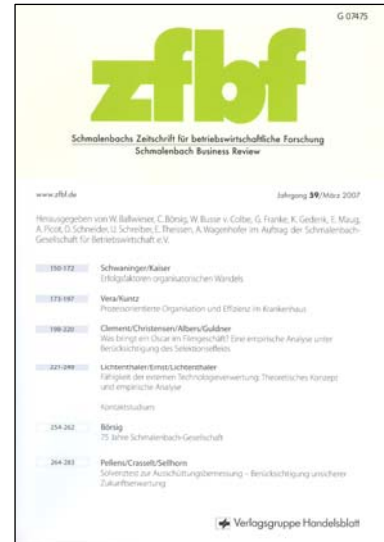 G 07475
zfbf
Schmalenbachs Zeitschrift für betriebswirtschaftliche Forschung
Schmalenbach Business Review
www.zfbf.de
Jahrgang 59/März 2007
Herausgegeben von W. Ballwieser, C. Börsig, W. Busse v. Colbe, G. Franke, K. Gedenk, E. Maug,
A. Picot, D. Schneider, U. Schreiber, E. Theissen, A. Wagenhofer im Auftrag der Schmalenbach-
Gesellschaft für Betriebswirtschaft e.V.
150-172 Schwaninger/Kaiser
Erfolgsfaktoren organisatorischen Wandels
173-197 Vera/Kuntz
Prozessorientierte Organisation und Effizienz im Krankenhaus
198-220 Clement/Christensen/Albers/Guldner
Was bringt ein Oscar im Filmgeschäft? Eine empirische Analyse unter
Berücksichtigung des Selektionseffekts
221-249 Lichtenthaler/Ernst/Lichtenthaler
Fähigkeit der externen Technologieverwertung: Theoretisches Konzept
und empirische Analyse
Kontaktstudium
254-262 Börsig
75 Jahre Schmalenbach-Gesellschaft
264-283 Pellens/Crasselt/Sellhorn
Solvenztest zur Ausschüttungsbemessung – Berücksichtigung unsicherer
Zukunftserwartung
Verlagsgruppe Handelsblatt